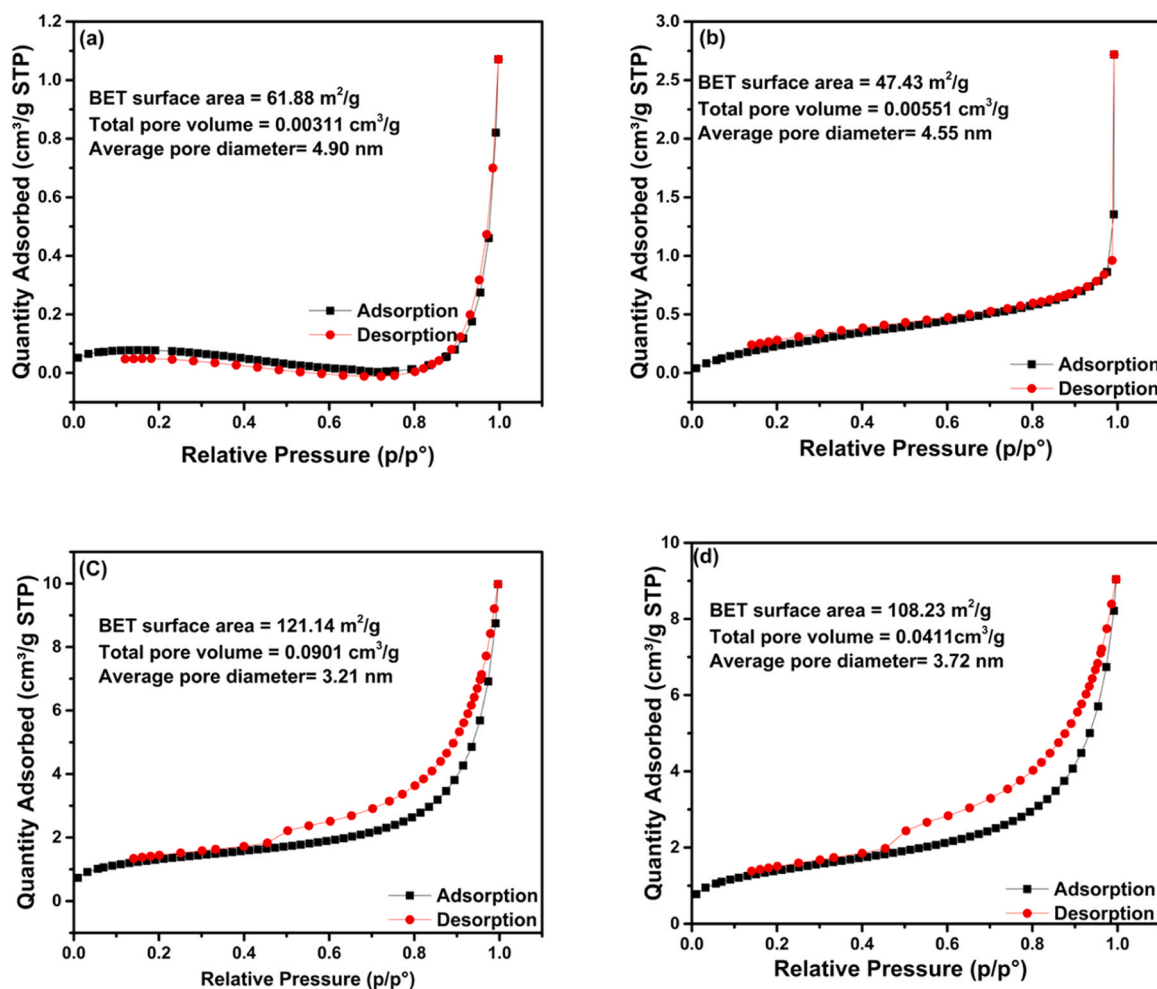 (a)
BET surface area = 61.88 m²/g
Total pore volume = 0.00311 cm³/g
Average pore diameter= 4.90 nm
Adsorption
Desorption
Quantity Adsorbed (cm³/g STP)
1.2
1.0
0.8
0.6
0.4
0.2
0.0
0.0 0.2 0.4 0.6 0.8 1.0
Relative Pressure (p/p°)
(b)
BET surface area = 47.43 m²/g
Total pore volume = 0.00551 cm³/g
Average pore diameter= 4.55 nm
Adsorption
Desorption
Quantity Adsorbed (cm³/g STP)
3.0
2.5
2.0
1.5
1.0
0.5
0.0
0.0 0.2 0.4 0.6 0.8 1.0
Relative Pressure (p/p°)
(C)
BET surface area = 121.14 m²/g
Total pore volume = 0.0901 cm³/g
Average pore diameter= 3.21 nm
Adsorption
Desorption
Quantity Adsorbed (cm³/g STP)
10
8
6
4
2
0
0.0 0.2 0.4 0.6 0.8 1.0
Relative Pressure (p/p°)
(d)
BET surface area = 108.23 m²/g
Total pore volume = 0.0411cm³/g
Average pore diameter= 3.72 nm
Adsorption
Desorption
Quantity Adsorbed (cm³/g STP)
10
8
6
4
2
0
0.0 0.2 0.4 0.6 0.8 1.0
Relative Pressure (p/p°)